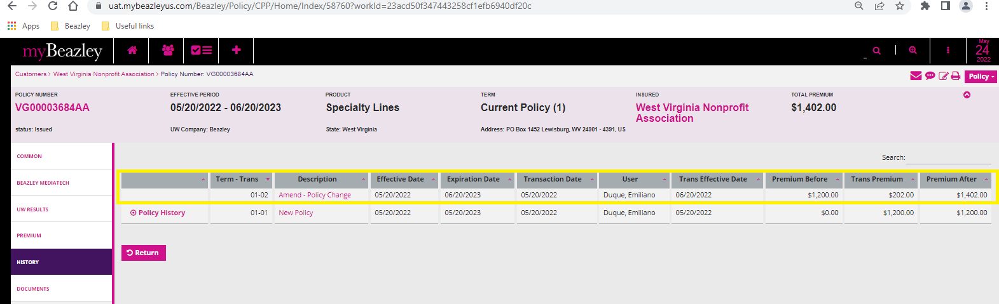 uat.mybeazleyus.com/Beazley/Policy/CPP/Home/Index/58760?workId=23acd50f347443258cf1efb6940df20c
Apps Beazley Useful links
myBeazley
May
24
2022
Customers > West Virginia Nonprofit Association > Policy Number: VG00003684AA
Policy
POLICY NUMBER EFFECTIVE PERIOD PRODUCT TERM INSURED TOTAL PREMIUM
VG00003684AA 05/20/2022 - 06/20/2023 Specialty Lines Current Policy (1) West Virginia Nonprofit $1,402.00
Association
status: Issued UW Company: Beazley State: West Virginia Address: PO Box 1452 Lewisburg, WV 24901 - 4391, US
COMMON
BEAZLEY MEDIATECH
UW RESULTS
PREMIUM
HISTORY
DOCUMENTS
Search:
Term - Trans Description Effective Date Expiration Date Transaction Date User Trans Effective Date Premium Before Trans Premium Premium After
01-02 Amend - Policy Change 05/20/2022 06/20/2023 05/20/2022 Duque, Emiliano 06/20/2022 $1,200.00 $202.00 $1,402.00
Policy History 01-01 New Policy 05/20/2022 05/20/2023 05/20/2022 Duque, Emiliano 05/20/2022 $0.00 $1,200.00 $1,200.00
Return